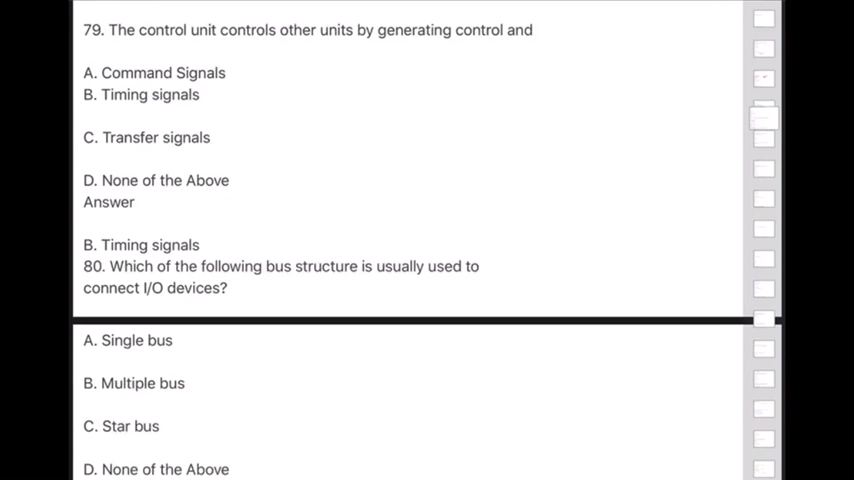 79. The control unit controls other units by generating control and
A. Command Signals
B. Timing signals
C. Transfer signals
D. None of the Above
Answer
B. Timing signals
80. Which of the following bus structure is usually used to
connect I/O devices?
A. Single bus
B. Multiple bus
C. Star bus
D. None of the Above